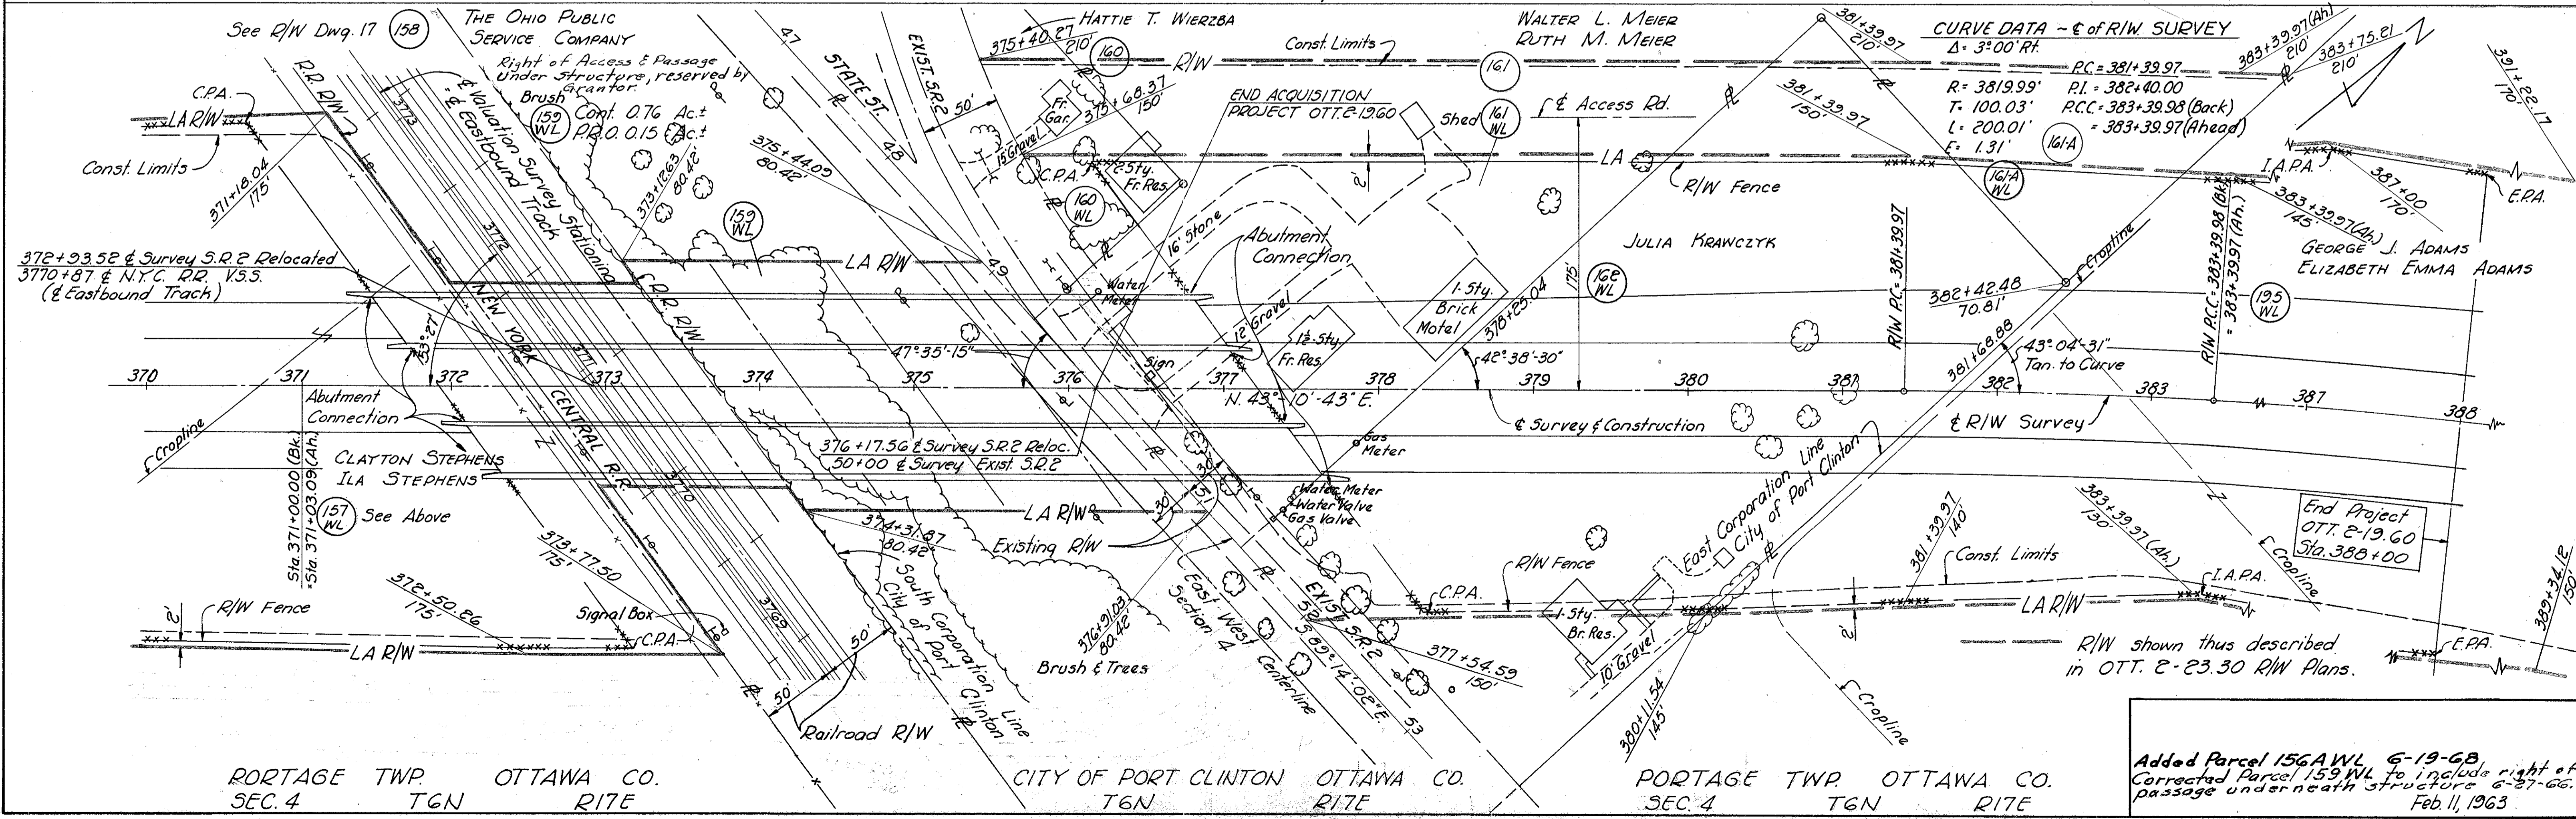 See R/W Dwg. 17
158
THE OHIO PUBLIC
SERVICE COMPANY
Right of Access & Passage
Under Structure, reserved by
Grantor.
Brush
159
WL
Cont. 0.76 Ac.±
P.R.O. 0.15 Ac.±
R.R. R/W
℄ Valuation Survey Stationing
= ℄ Eastbound Track
C.P.A.
LA R/W
Const. Limits
371+18.04
175'
3773
3772
3771
3770
3769
373+12.63
80.42'
47
STATE ST.
48
49
51
52
53
EXIST. S.R.2
50'
375+44.09
80.42'
HATTIE T. WIERZBA
375+40.27
210'
160
R/W
Const. Limits
Fr.
Gar.
375+68.37
150'
15' Gravel
C.P.A.
2-Sty.
Fr. Res.
160
WL
WALTER L. MEIER
RUTH M. MEIER
161
END ACQUISITION
PROJECT OTT.2-19.60
Shed
161
WL
℄ Access Rd.
LA
2'
R/W Fence
381+39.97
210'
381+39.97
150'
CURVE DATA ~ ℄ of R/W SURVEY
Δ= 3°00' Rt.
P.C.= 381+39.97
R= 3819.99'
P.I. = 382+40.00
T= 100.03'
P.C.C.= 383+39.98 (Back)
L= 200.01'
= 383+39.97 (Ahead)
E= 1.31'
161-A
161-A
WL
383+39.97(Ah)
210'
383+75.21
210'
N
391+22.17
170'
I.A.P.A.
E.P.A.
387+00
170'
383+39.97(Ah.)
145'
GEORGE J. ADAMS
ELIZABETH EMMA ADAMS
195
WL
R/W P.C.C.= 383+39.98 (Bk)
= 383+39.97 (Ah.)
R/W P.C.= 381+39.97
382+42.48
70.81'
℄ Cropline
381+68.88
43°-04'-31"
Tan. to Curve
JULIA KRAWCZYK
162
WL
175'
378+25.04
42°-38'-30"
1-Sty.
Brick
Motel
1½-Sty.
Fr. Res.
16' Stone
Abutment
Connection
12' Gravel
Water
Meter
Sign
47°35'-15"
159
WL
LA R/W
372+93.52 ℄ Survey S.R.2 Relocated
3770+87 ℄ N.Y.C. R.R. V.S.S.
(℄ Eastbound Track)
53°-27'
NEW YORK
CENTRAL R.R.
℄ R.R. R/W
370 371 372 373 374 375 376 377 378 379 380 381 382 383 387 388
N. 43°-10'-43" E.
Abutment
Connection
℄ Cropline
Sta. 371+00.00 (Bk.)
=Sta. 371+03.09 (Ah.)
CLAYTON STEPHENS
ILA STEPHENS
157
WL
See Above
376+17.56 ℄ Survey S.R.2 Reloc.
50+00 ℄ Survey Exist. S.R.2
℄ Survey & Construction
℄ R/W Survey
Gas
Meter
Water Meter
Water Valve
Gas Valve
30'
30'
LA R/W
374+31.87
80.42'
Existing R/W
373+77.50
175'
372+50.26
175'
R/W Fence
2'
Signal Box
C.P.A.
LA R/W
50'
50'
Railroad R/W
South Corporation Line
City of Port Clinton
376+91.03
80.42'
Brush & Trees
East West Centerline
Section 4
S. 89°-14'-02" E.
EXIST. S.R.2
377+54.59
150'
C.P.A.
R/W Fence
1-Sty.
Br. Res.
10' Gravel
380+11.54
145'
East Corporation Line
City of Port Clinton
381+39.97
140'
383+39.97 (Ah.)
130'
Const. Limits
2'
I.A.P.A.
LA R/W
℄ Cropline
℄ Cropline
End Project
OTT. 2-19.60
Sta. 388+00
389+34.12
150'
E.P.A.
R/W shown thus described
in OTT. 2-23.30 R/W Plans.
PORTAGE TWP. OTTAWA CO.
SEC. 4 T6N R17E
CITY OF PORT CLINTON OTTAWA CO.
T6N R17E
PORTAGE TWP. OTTAWA CO.
SEC. 4 T6N R17E
Added Parcel 156A WL 6-19-68
Corrected Parcel 159 WL to include right of
passage underneath structure 6-27-66.
Feb. 11, 1963